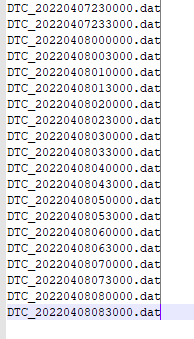 DTC_20220407230000.dat
DTC_20220407233000.dat
DTC_20220408000000.dat
DTC_20220408003000.dat
DTC_20220408010000.dat
DTC_20220408013000.dat
DTC_20220408020000.dat
DTC_20220408023000.dat
DTC_20220408030000.dat
DTC_20220408033000.dat
DTC_20220408040000.dat
DTC_20220408043000.dat
DTC_20220408050000.dat
DTC_20220408053000.dat
DTC_20220408060000.dat
DTC_20220408063000.dat
DTC_20220408070000.dat
DTC_20220408073000.dat
DTC_20220408080000.dat
DTC_20220408083000.dat